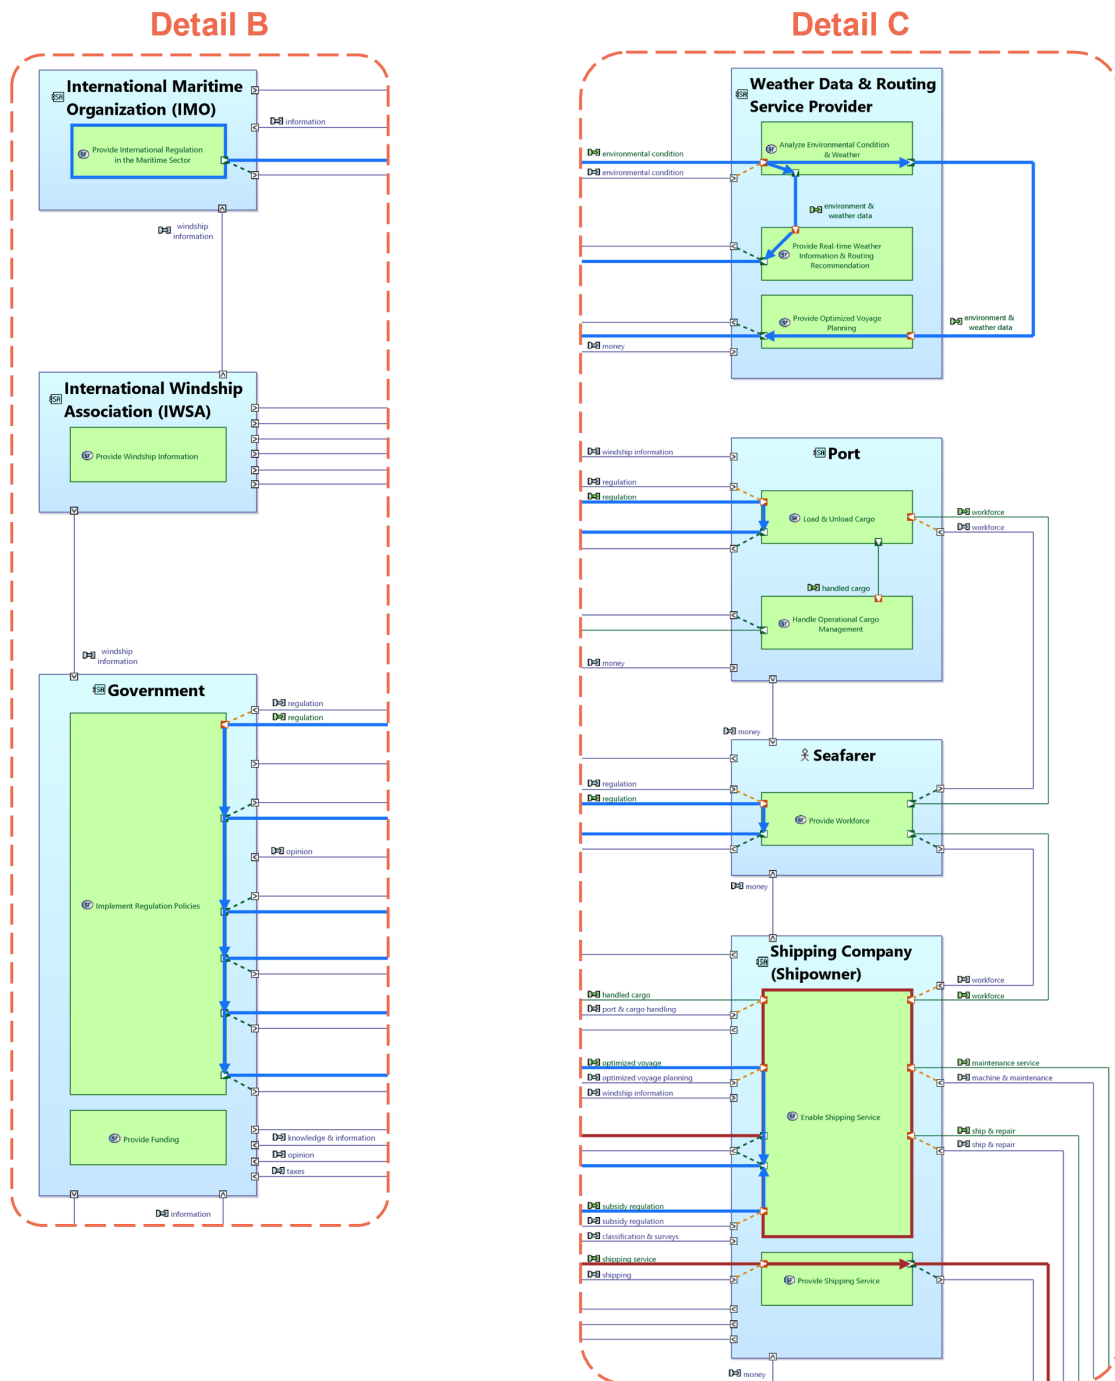 Detail B
International Maritime
Organization (IMO)
Provide International Regulation
in the Maritime Sector
information
windship
information
International Windship
Association (IWSA)
Provide Windship Information
windship
information
Government
regulation
regulation
opinion
Implement Regulation Policies
Provide Funding
knowledge & information
opinion
taxes
information
Detail C
Weather Data & Routing
Service Provider
environmental condition
environmental condition
Analyze Environmental Condition
& Weather
environment &
weather data
Provide Real-time Weather
Information & Routing
Recommendation
Provide Optimized Voyage
Planning
environment &
weather data
money
Port
windship information
regulation
regulation
Load & Unload Cargo
workforce
workforce
handled cargo
Handle Operational Cargo
Management
money
money
Seafarer
regulation
regulation
Provide Workforce
money
Shipping Company
(Shipowner)
workforce
workforce
handled cargo
port & cargo handling
optimized voyage
optimized voyage planning
windship information
maintenance service
machine & maintenance
Enable Shipping Service
ship & repair
ship & repair
subsidy regulation
subsidy regulation
classification & surveys
shipping service
shipping
Provide Shipping Service
money